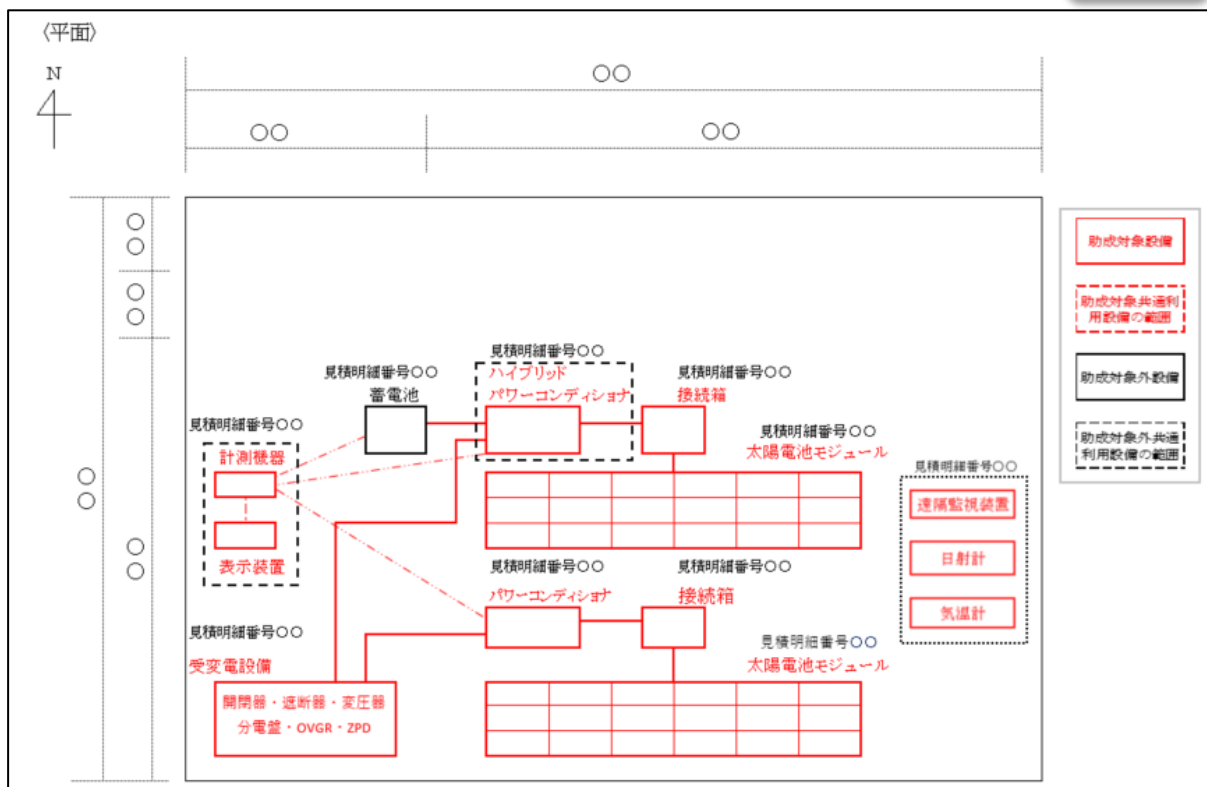 〈平面〉
N
○○
○○
○○
○○
○○
○○
○○
助成対象設備
助成対象共通利
用設備の範囲
助成対象外設備
助成対象外共通
利用設備の範囲
見積明細番号○○
ハイブリッド
パワーコンディショナ
見積明細番号○○
蓄電池
見積明細番号○○
接続箱
見積明細番号○○
計測機器
表示装置
見積明細番号○○
太陽電池モジュール
見積明細番号○○
遠隔監視装置
日射計
気温計
見積明細番号○○
パワーコンディショナ
見積明細番号○○
接続箱
見積明細番号○○
受変電設備
開閉器・遮断器・変圧器
分電盤・OVGR・ZPD
見積明細番号○○
太陽電池モジュール